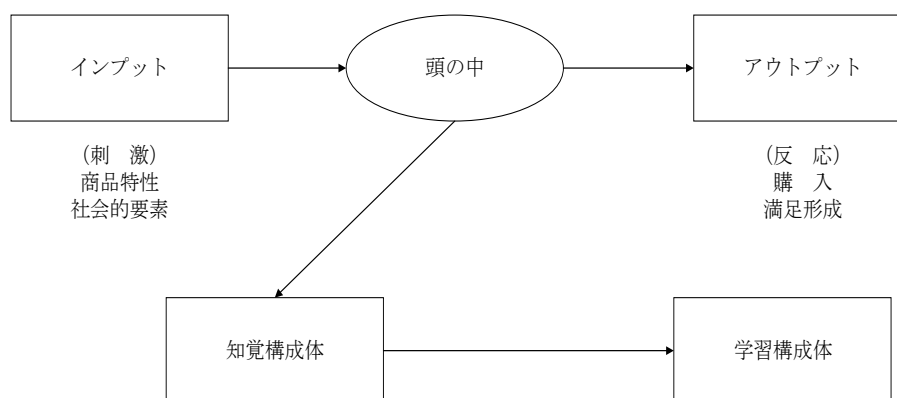 インプット
頭の中
アウトプット
(刺　激)
商品特性
社会的要素
(反　応)
購　入
満足形成
知覚構成体
学習構成体